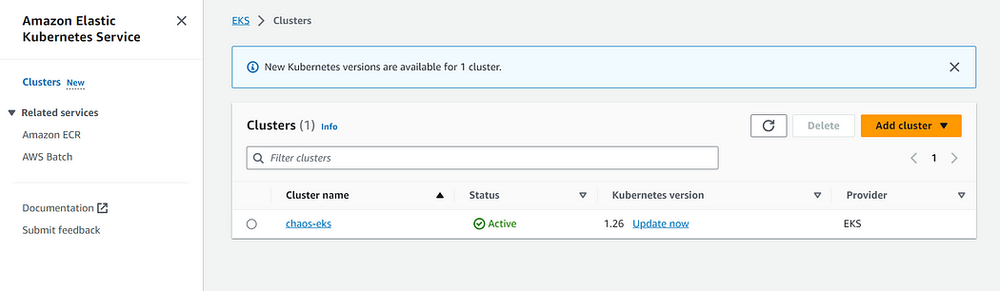 Amazon Elastic
Kubernetes Service
Clusters New
Related services
Amazon ECR
AWS Batch
Documentation
Submit feedback
EKS > Clusters
New Kubernetes versions are available for 1 cluster.
Clusters (1) Info
Delete
Add cluster
Filter clusters
1
Cluster name Status Kubernetes version Provider
chaos-eks Active 1.26 Update now EKS